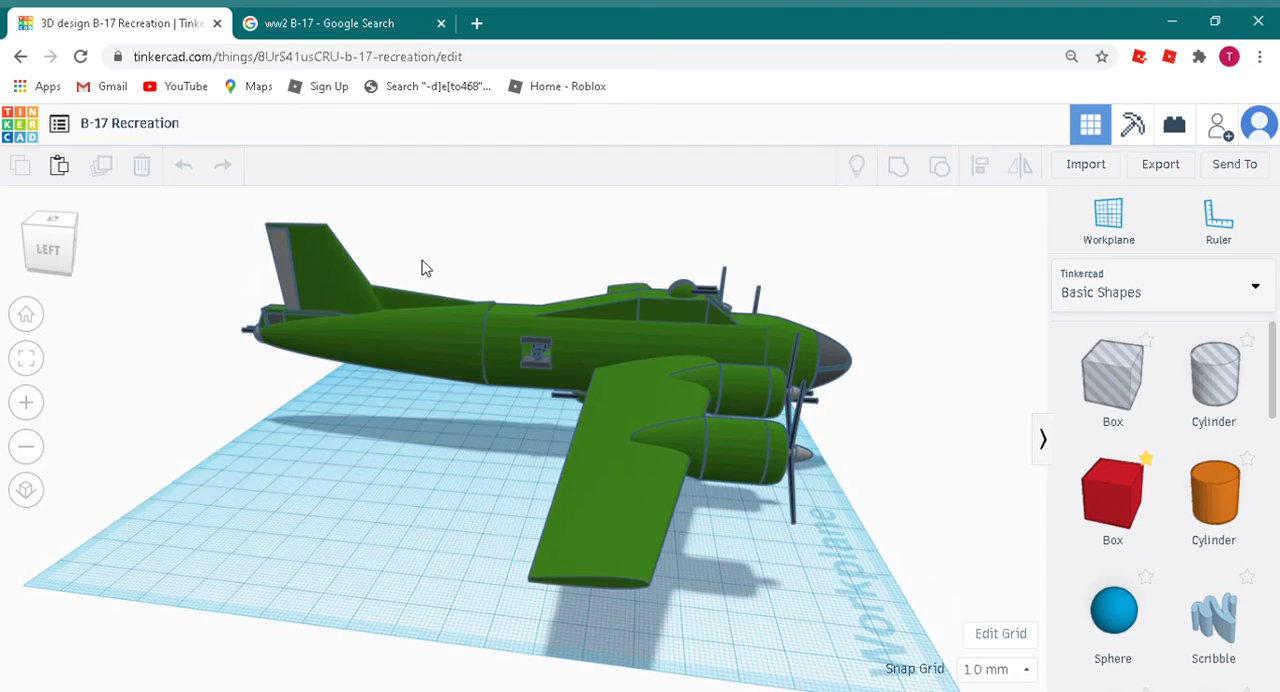 3D design B-17 Recreation | Tinke
ww2 B-17 - Google Search
tinkercad.com/things/8UrS41usCRU-b-17-recreation/edit
T
Apps
Gmail
YouTube
Maps
Sign Up
Search "-d]e[to468"...
Home - Roblox
TIN
KER
CAD
B-17 Recreation
Import
Export
Send To
LEFT
Workplane
Ruler
Tinkercad
Basic Shapes
Box
Cylinder
Box
Cylinder
Sphere
Scribble
Workplane
Edit Grid
Snap Grid
1.0 mm